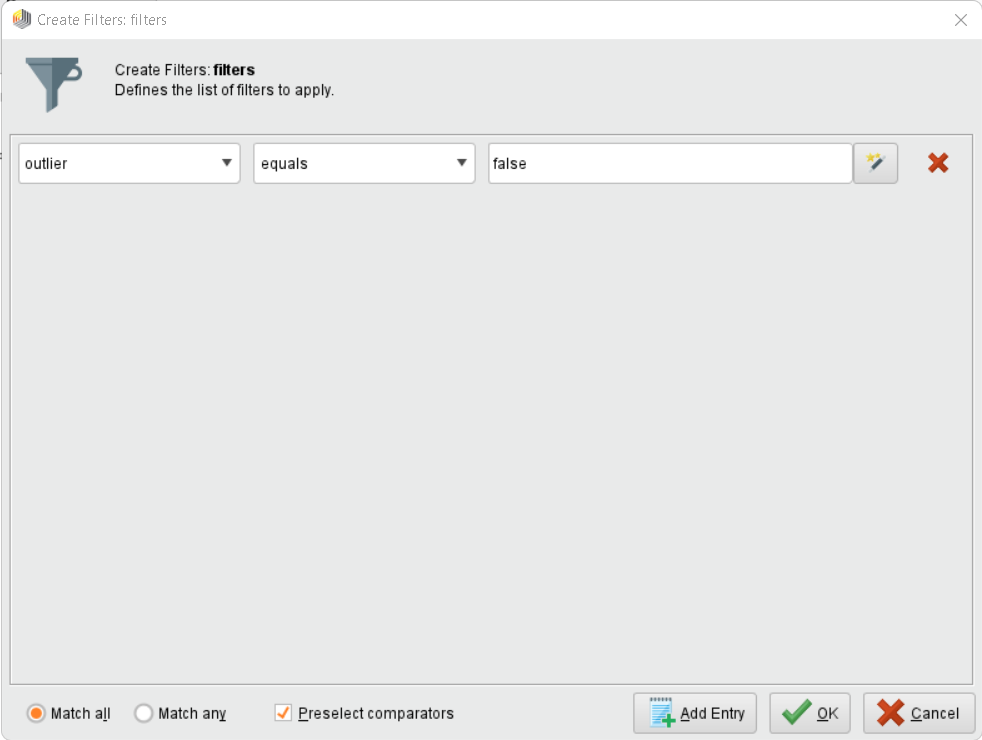 Create Filters: filters
Create Filters: filters
Defines the list of filters to apply.
outlier equals false
Match all Match any Preselect comparators Add Entry OK Cancel